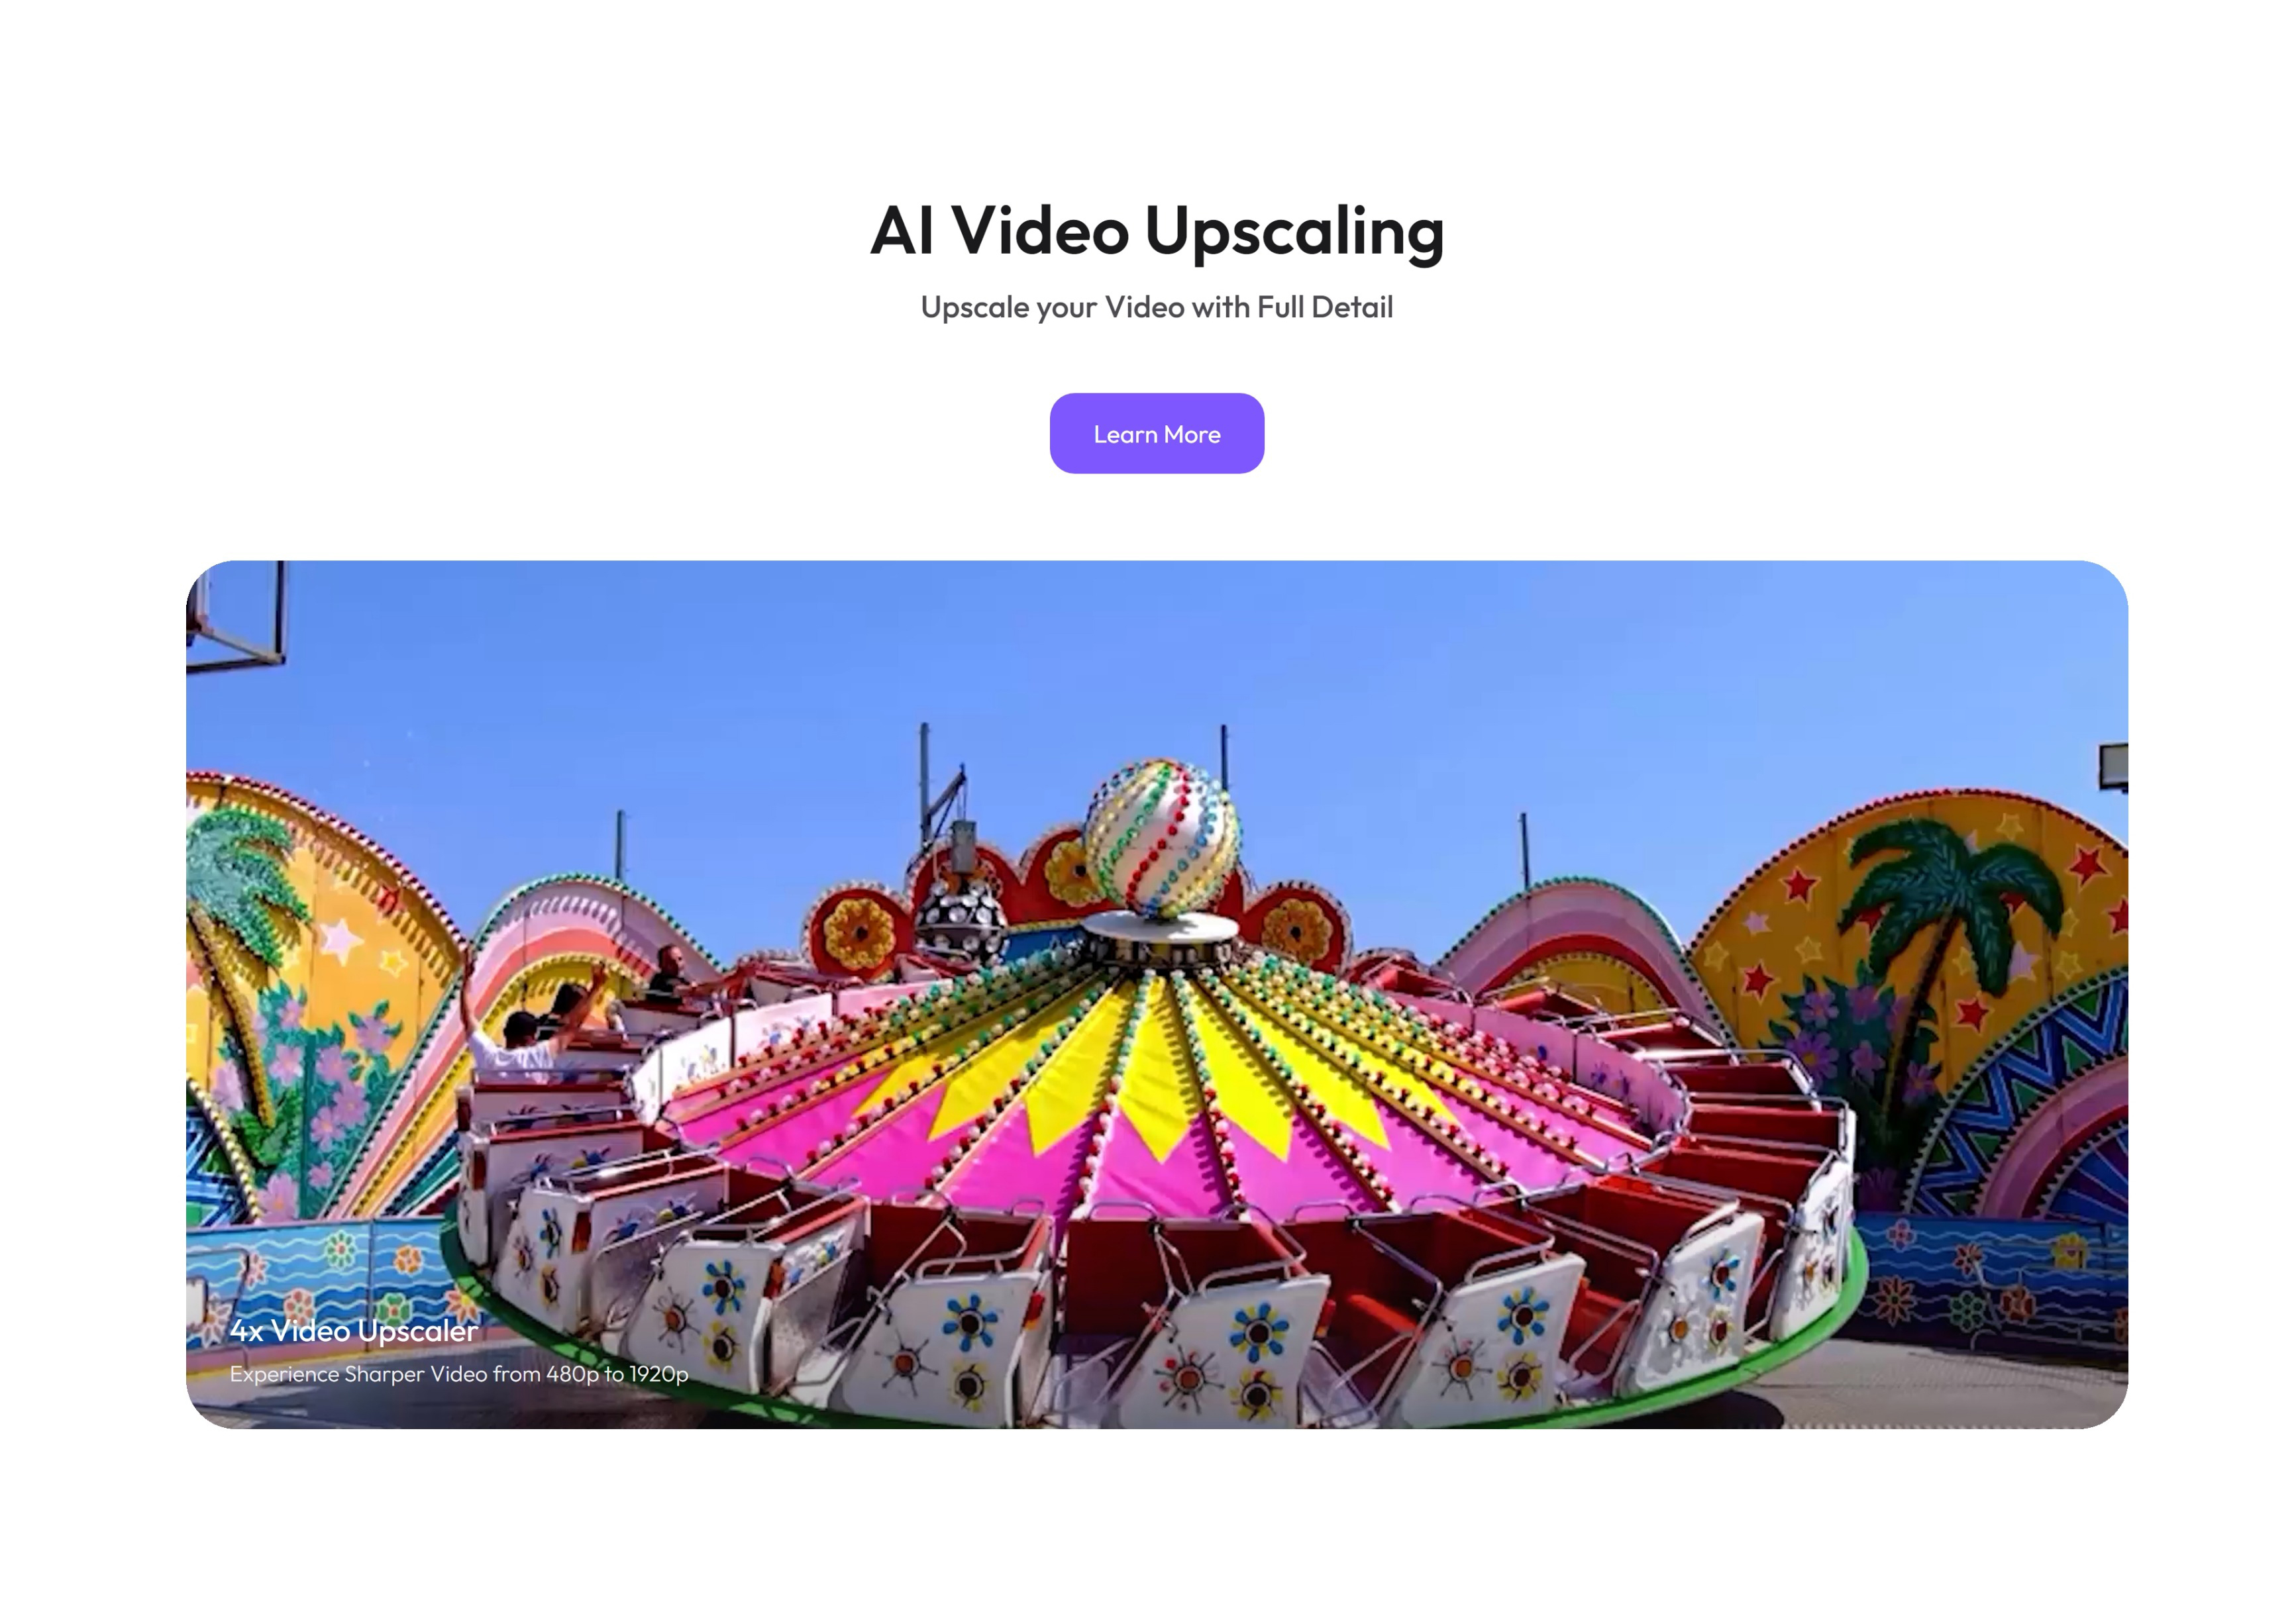 AI Video Upscaling
Upscale your Video with Full Detail
Learn More
4x Video Upscaler
Experience Sharper Video from 480p to 1920p